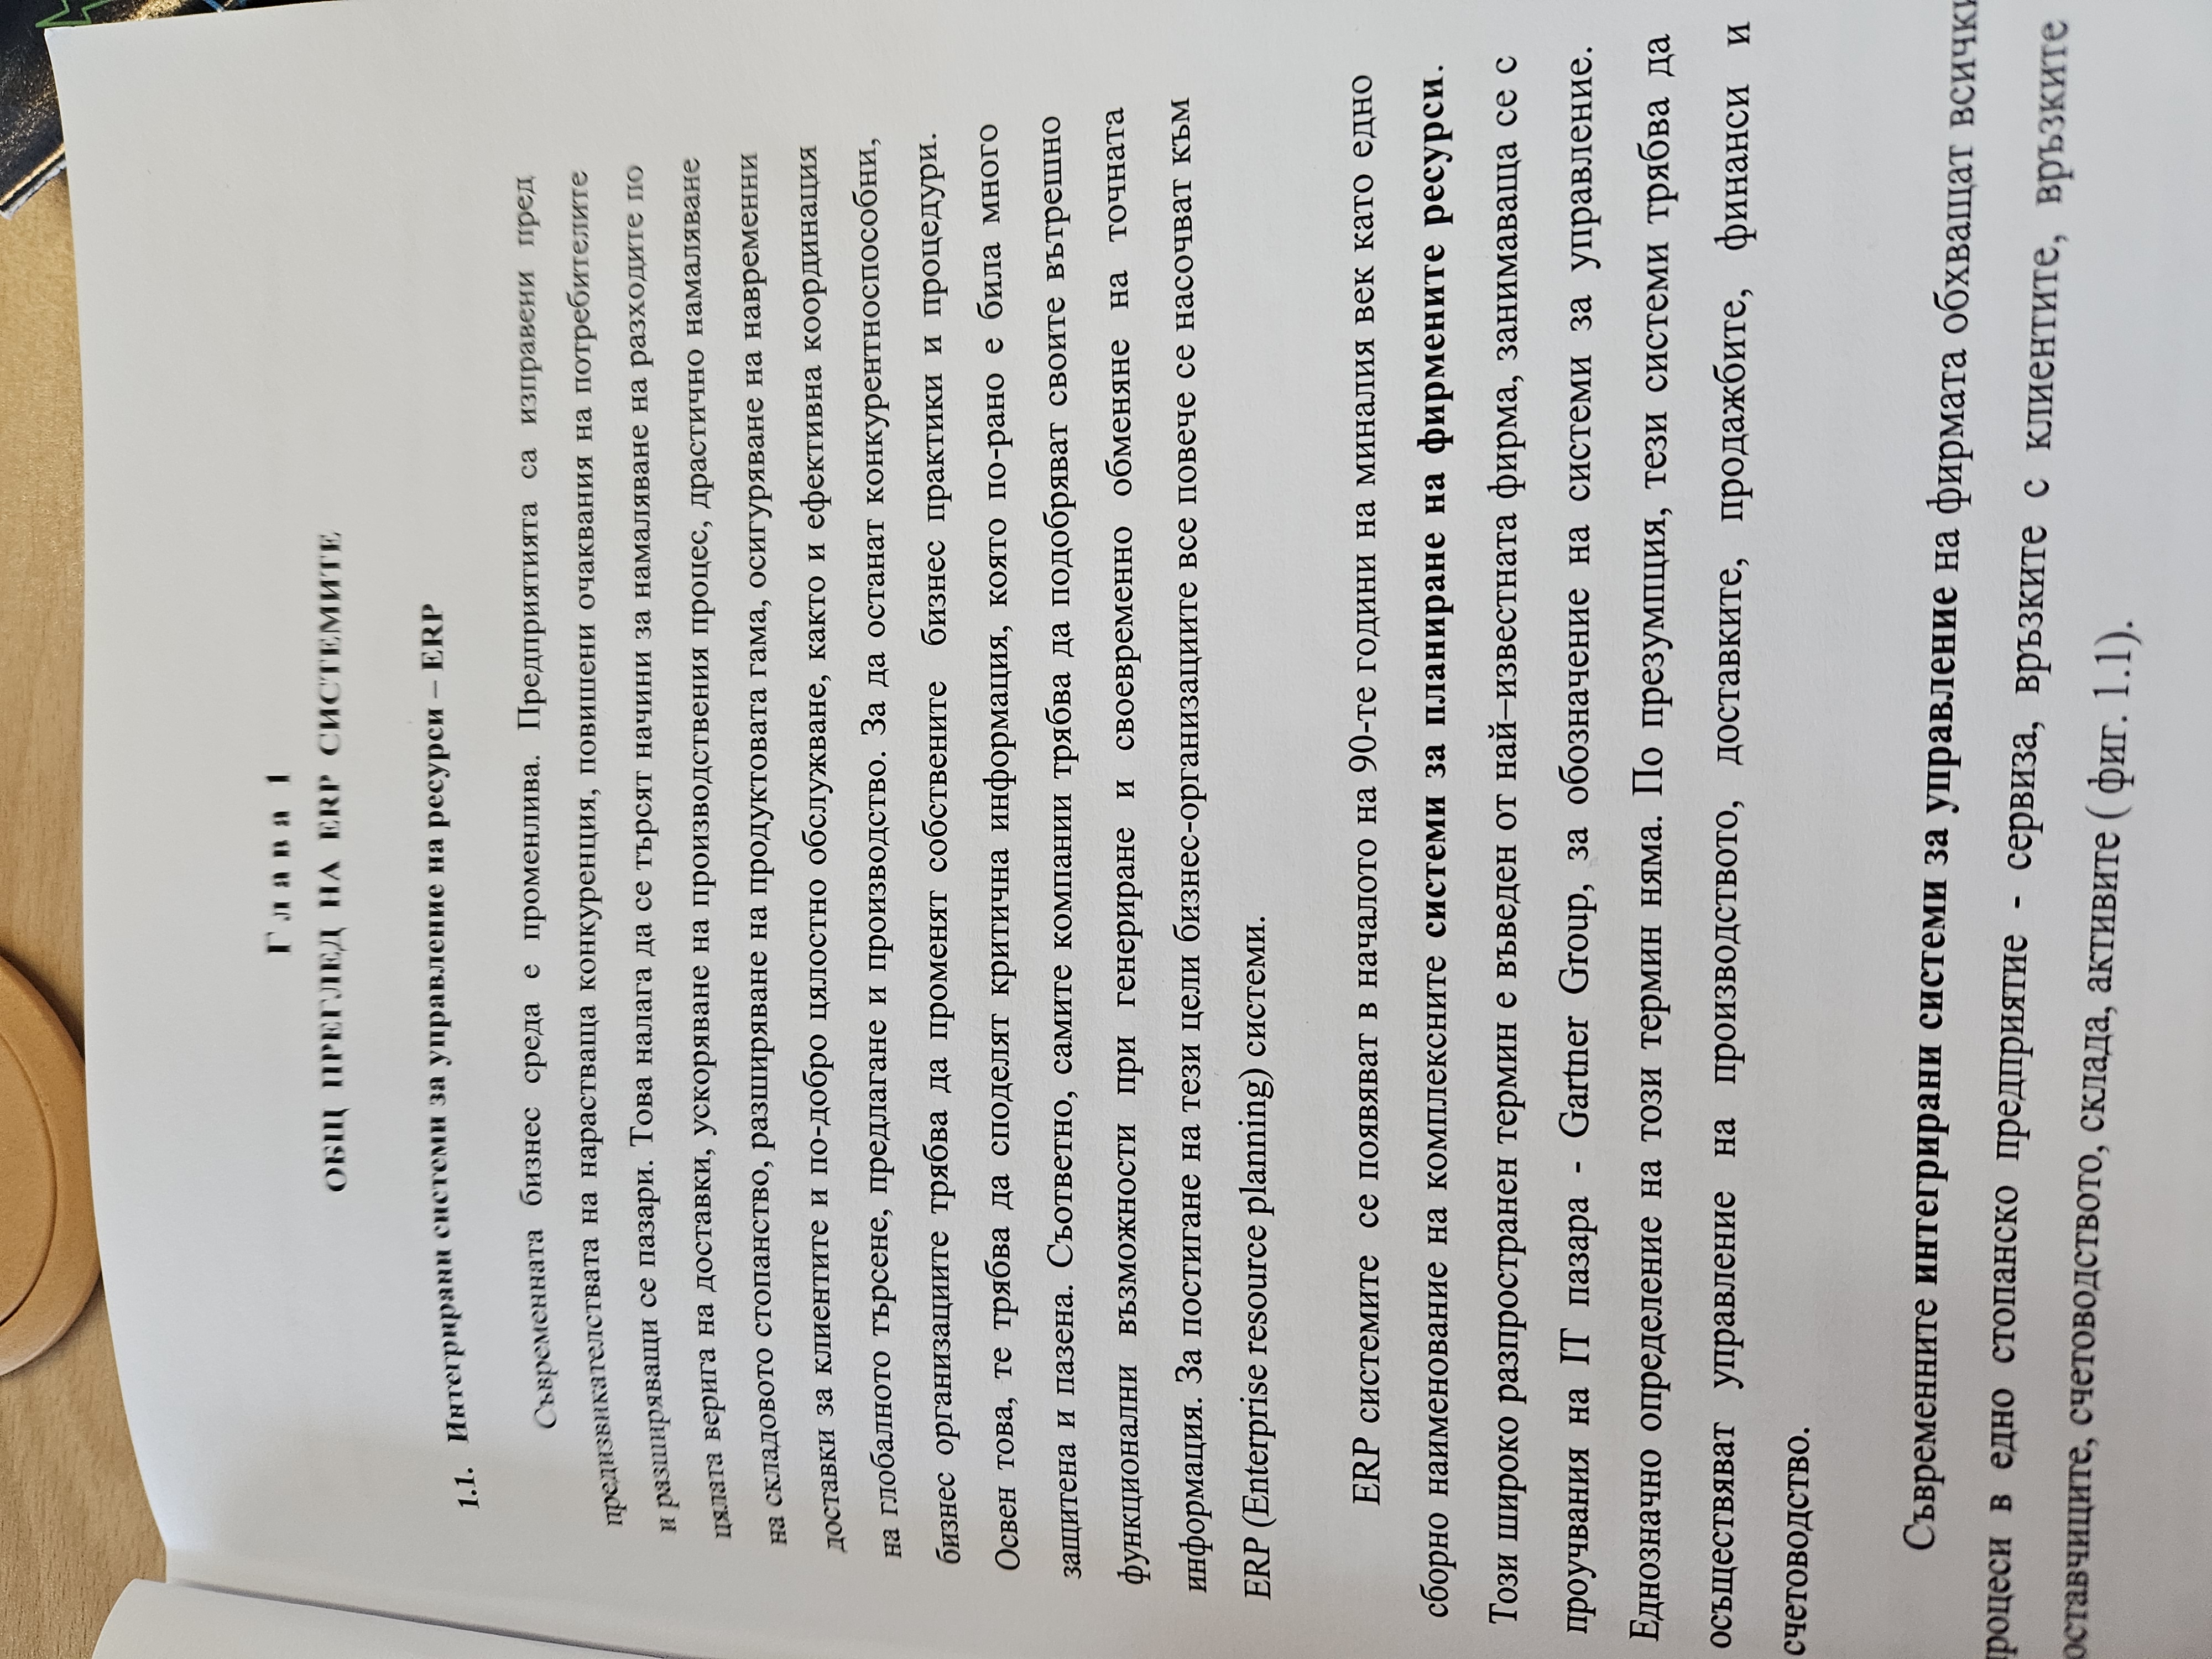 Глава 1
ОБЩ ПРЕГЛЕД НА ERP СИСТЕМИТЕ
1.1. Интегрирани системи за управление на ресурси – ERP
Съвременната бизнес среда е променлива. Предприятията са изправени пред
предизвикателствата на нарастваща конкуренция, повишени очаквания на потребителите
и разширяващи се пазари. Това налага да се търсят начини за намаляване на разходите по
цялата верига на доставки, ускоряване на производствения процес, драстично намаляване
на складовото стопанство, разширяване на продуктовата гама, осигуряване на навременни
доставки за клиентите и по-добро цялостно обслужване, както и ефективна координация
на глобалното търсене, предлагане и производство. За да останат конкурентноспособни,
бизнес организациите трябва да променят собствените бизнес практики и процедури.
Освен това, те трябва да споделят критична информация, която по-рано е била много
защитена и пазена. Съответно, самите компании трябва да подобряват своите вътрешно
функционални възможности при генериране и своевременно обменяне на точната
информация. За постигане на тези цели бизнес-организациите все повече се насочват към
ERP (Enterprise resource planning) системи.
ERP системите се появяват в началото на 90-те години на миналия век като едно
сборно наименование на комплексните системи за планиране на фирмените ресурси.
Този широко разпространен термин е въведен от най–известната фирма, занимаваща се с
проучвания на IT пазара - Gartner Group, за обозначение на системи за управление.
Еднозначно определение на този термин няма. По презумпция, тези системи трябва да
осъществяват управление на производството, доставките, продажбите, финанси и
счетоводство.
Съвременните интегрирани системи за управление на фирмата обхващат всички
роцеси в едно стопанско предприятие - сервиза, връзките с клиентите, връзките
оставчиците, счетоводството, склада, активите ( фиг. 1.1).